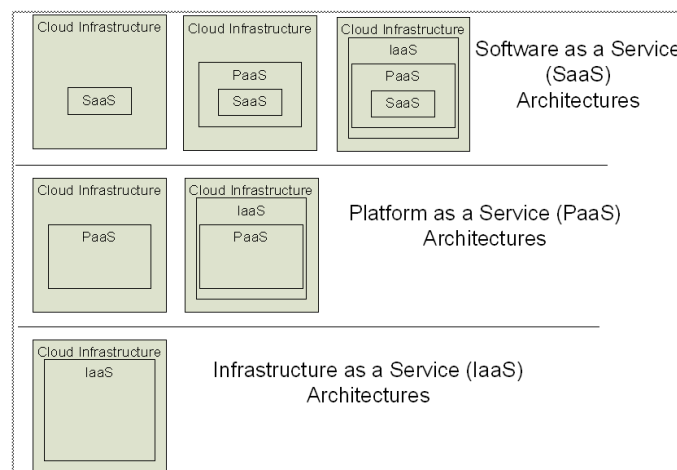 Cloud Infrastructure
SaaS
Cloud Infrastructure
PaaS
SaaS
Cloud Infrastructure
IaaS
PaaS
SaaS
Software as a Service
(SaaS)
Architectures
Cloud Infrastructure
PaaS
Cloud Infrastructure
IaaS
PaaS
Platform as a Service (PaaS)
Architectures
Cloud Infrastructure
IaaS
Infrastructure as a Service (IaaS)
Architectures